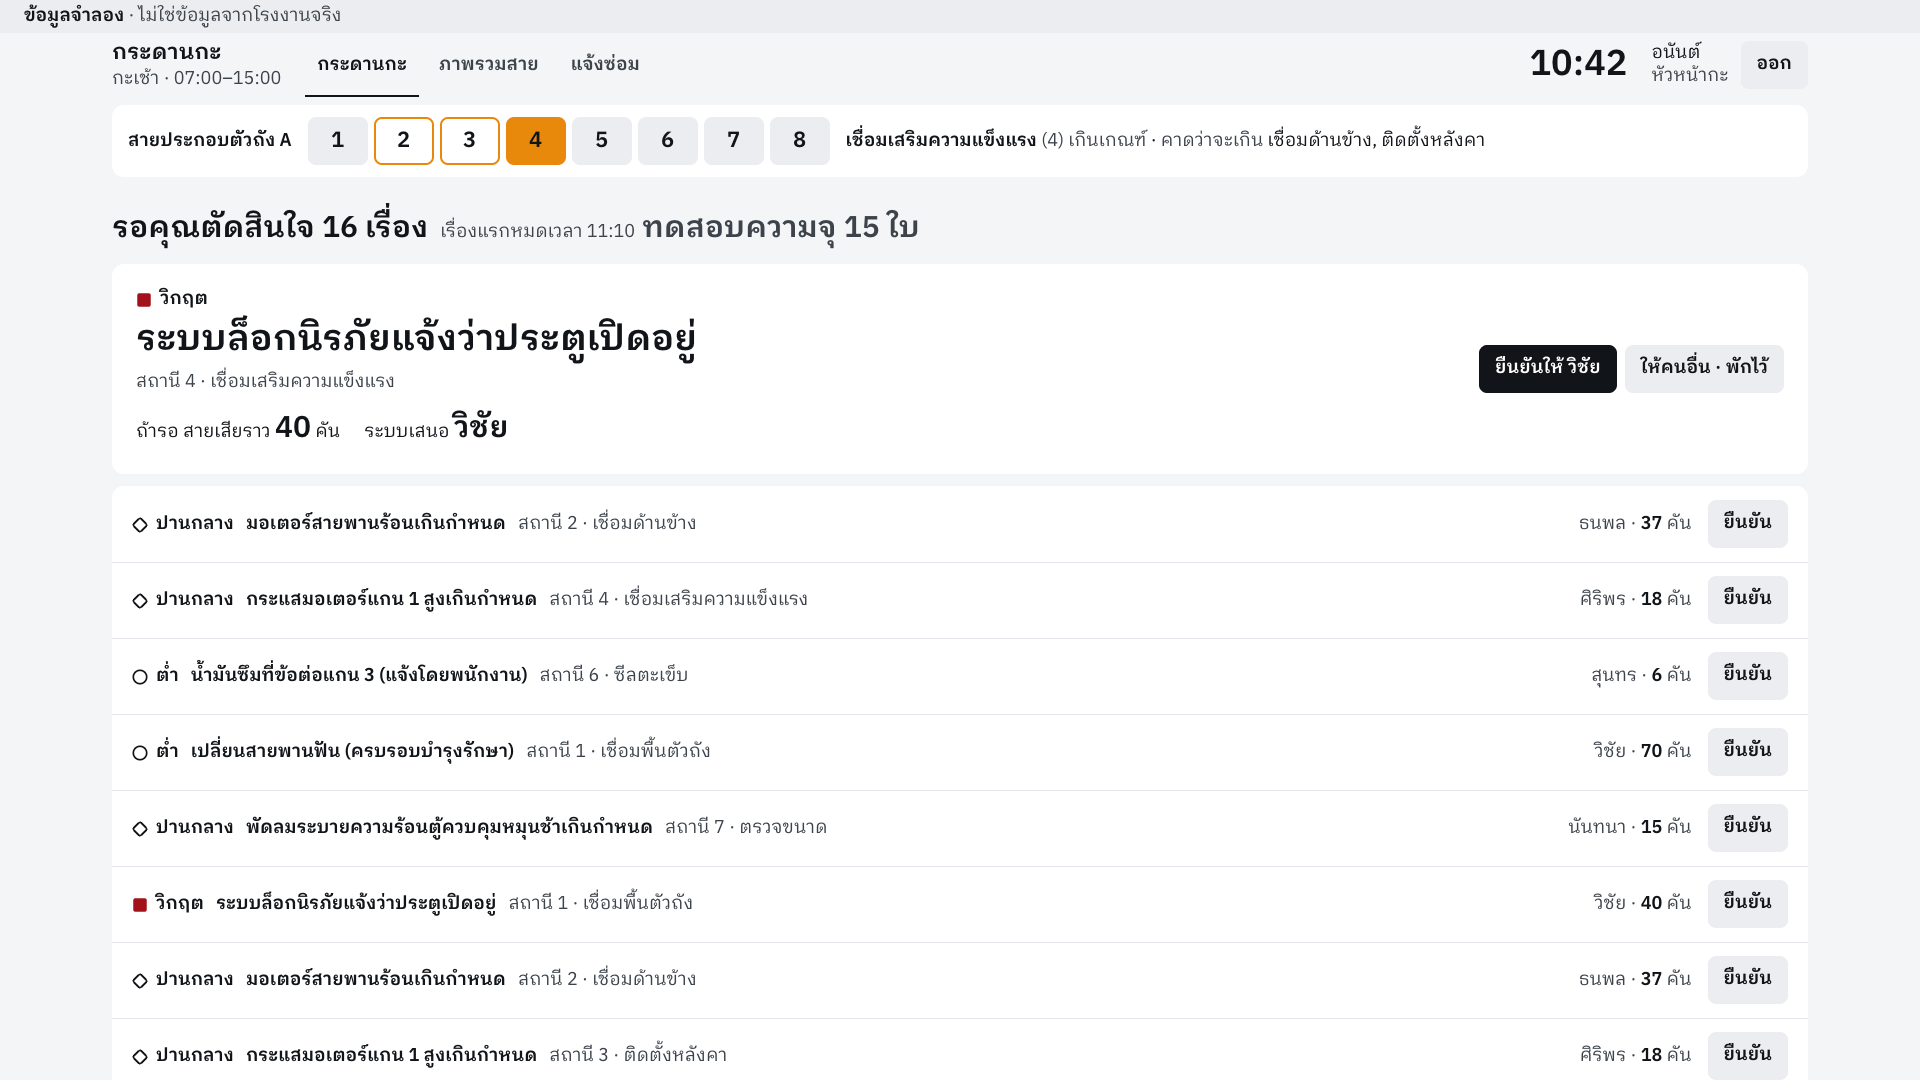 ข้อมูลจำลอง · ไม่ใช่ข้อมูลจากโรงงานจริง
กระดานกะ
กะเช้า · 07:00–15:00
กระดานกะ ภาพรวมสาย แจ้งซ่อม
10:42
อนันต์
หัวหน้ากะ
ออก
สายประกอบตัวถัง A 1 2 3 4 5 6 7 8 เชื่อมเสริมความแข็งแรง (4) เกินเกณฑ์ · คาดว่าจะเกิน เชื่อมด้านข้าง, ติดตั้งหลังคา
รอคุณตัดสินใจ 16 เรื่อง เรื่องแรกหมดเวลา 11:10 ทดสอบความจุ 15 ใบ
วิกฤต
ระบบล็อกนิรภัยแจ้งว่าประตูเปิดอยู่
สถานี 4 · เชื่อมเสริมความแข็งแรง
ถ้ารอ สายเสียราว 40 คัน ระบบเสนอ วิชัย
ยืนยันให้ วิชัย ให้คนอื่น · พักไว้
ปานกลาง มอเตอร์สายพานร้อนเกินกำหนด สถานี 2 · เชื่อมด้านข้าง ธนพล · 37 คัน ยืนยัน
ปานกลาง กระแสมอเตอร์แกน 1 สูงเกินกำหนด สถานี 4 · เชื่อมเสริมความแข็งแรง ศิริพร · 18 คัน ยืนยัน
ต่ำ น้ำมันซึมที่ข้อต่อแกน 3 (แจ้งโดยพนักงาน) สถานี 6 · ซีลตะเข็บ สุนทร · 6 คัน ยืนยัน
ต่ำ เปลี่ยนสายพานฟัน (ครบรอบบำรุงรักษา) สถานี 1 · เชื่อมพื้นตัวถัง วิชัย · 70 คัน ยืนยัน
ปานกลาง พัดลมระบายความร้อนตู้ควบคุมหมุนช้าเกินกำหนด สถานี 7 · ตรวจขนาด นันทนา · 15 คัน ยืนยัน
วิกฤต ระบบล็อกนิรภัยแจ้งว่าประตูเปิดอยู่ สถานี 1 · เชื่อมพื้นตัวถัง วิชัย · 40 คัน ยืนยัน
ปานกลาง มอเตอร์สายพานร้อนเกินกำหนด สถานี 2 · เชื่อมด้านข้าง ธนพล · 37 คัน ยืนยัน
ปานกลาง กระแสมอเตอร์แกน 1 สูงเกินกำหนด สถานี 3 · ติดตั้งหลังคา ศิริพร · 18 คัน ยืนยัน